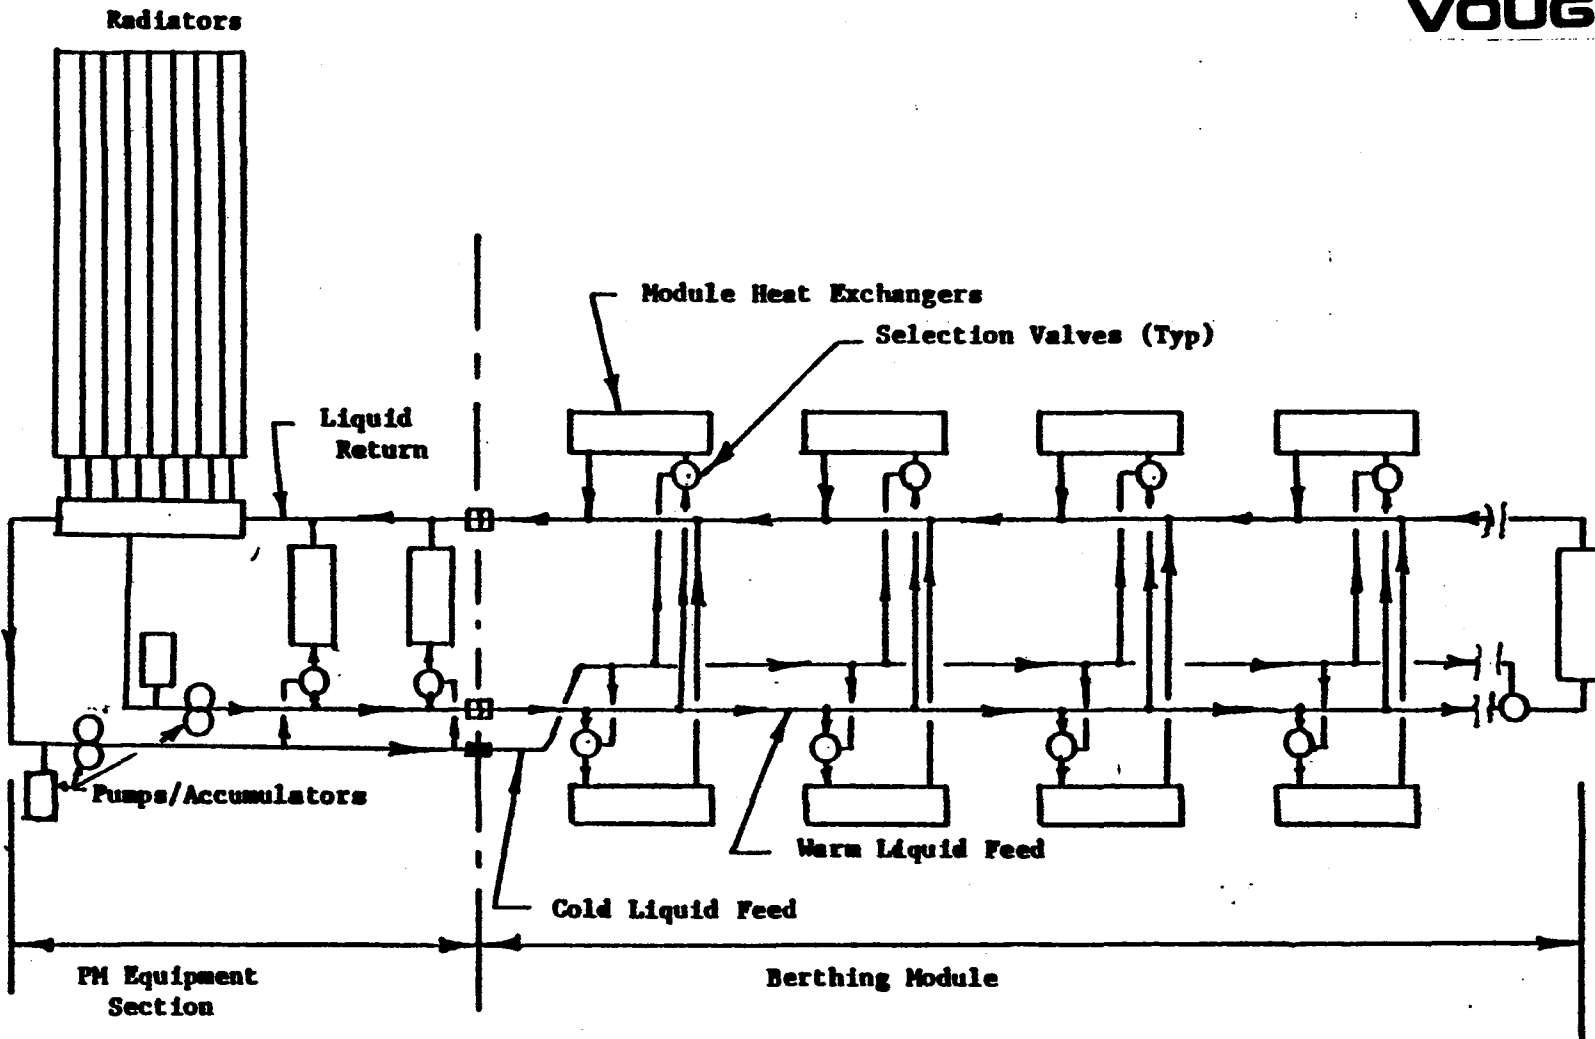 Radiators
VOUG
Module Heat Exchangers
Selection Valves (Typ)
Liquid
Return
Pumps/Accumulators
Warm Liquid Feed
Cold Liquid Feed
PM Equipment
Section
Berthing Module